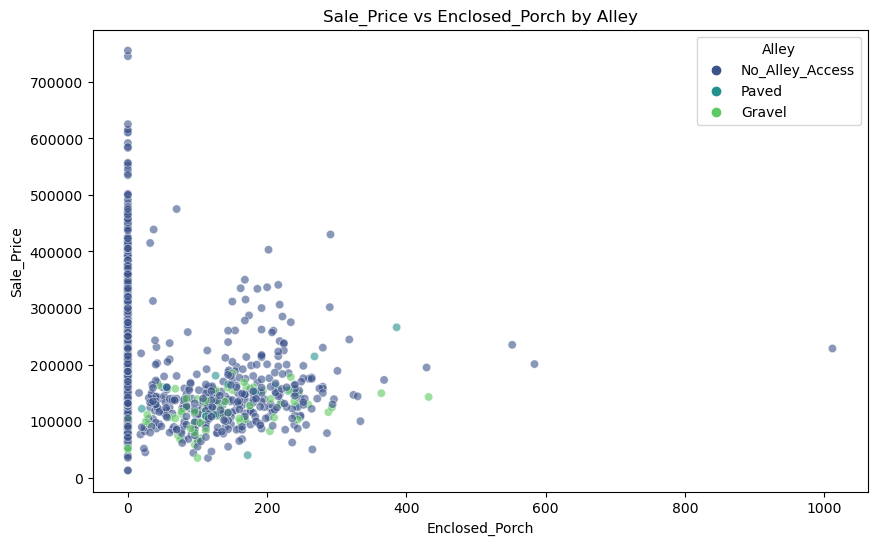 Sale_Price vs Enclosed_Porch by Alley
Alley
No_Alley_Access
Paved
Gravel
700000
600000
500000
400000
300000
200000
100000
0
Sale_Price
0 200 400 600 800 1000
Enclosed_Porch